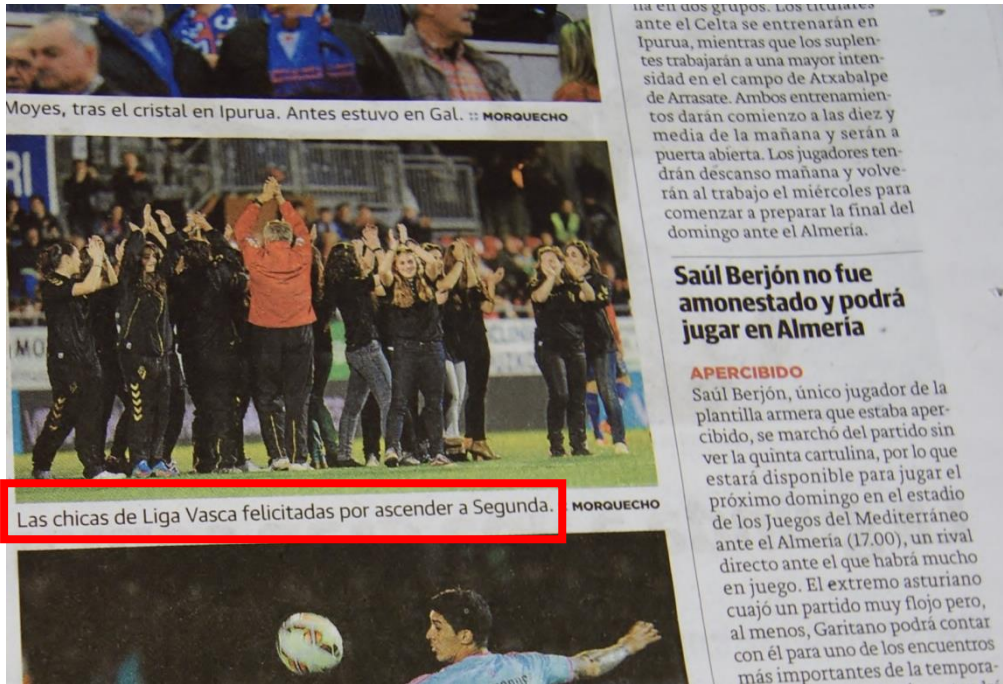 Moyes, tras el cristal en Ipurua. Antes estuvo en Gal. :: MORQUECHO
RI
¡MO
Las chicas de Liga Vasca felicitadas por ascender a Segunda. MORQUECHO
na en dos grupos. Los titulares
ante el Celta se entrenarán en
Ipurua, mientras que los suplen-
tes trabajarán a una mayor inten-
sidad en el campo de Atxabalpe
de Arrasate. Ambos entrenamien-
tos darán comienzo a las diez y
media de la mañana y serán a
puerta abierta. Los jugadores ten-
drán descanso mañana y volve-
rán al trabajo el miércoles para
comenzar a preparar la final del
domingo ante el Almería.
Saúl Berjón no fue
amonestado y podrá
jugar en Almería
APERCIBIDO
Saúl Berjón, único jugador de la
plantilla armera que estaba aper-
cibido, se marchó del partido sin
ver la quinta cartulina, por lo que
estará disponible para jugar el
próximo domingo en el estadio
de los Juegos del Mediterráneo
ante el Almería (17.00), un rival
directo ante el que habrá mucho
en juego. El extremo asturiano
cuajó un partido muy flojo pero,
al menos, Garitano podrá contar
con él para uno de los encuentros
más importantes de la tempora-